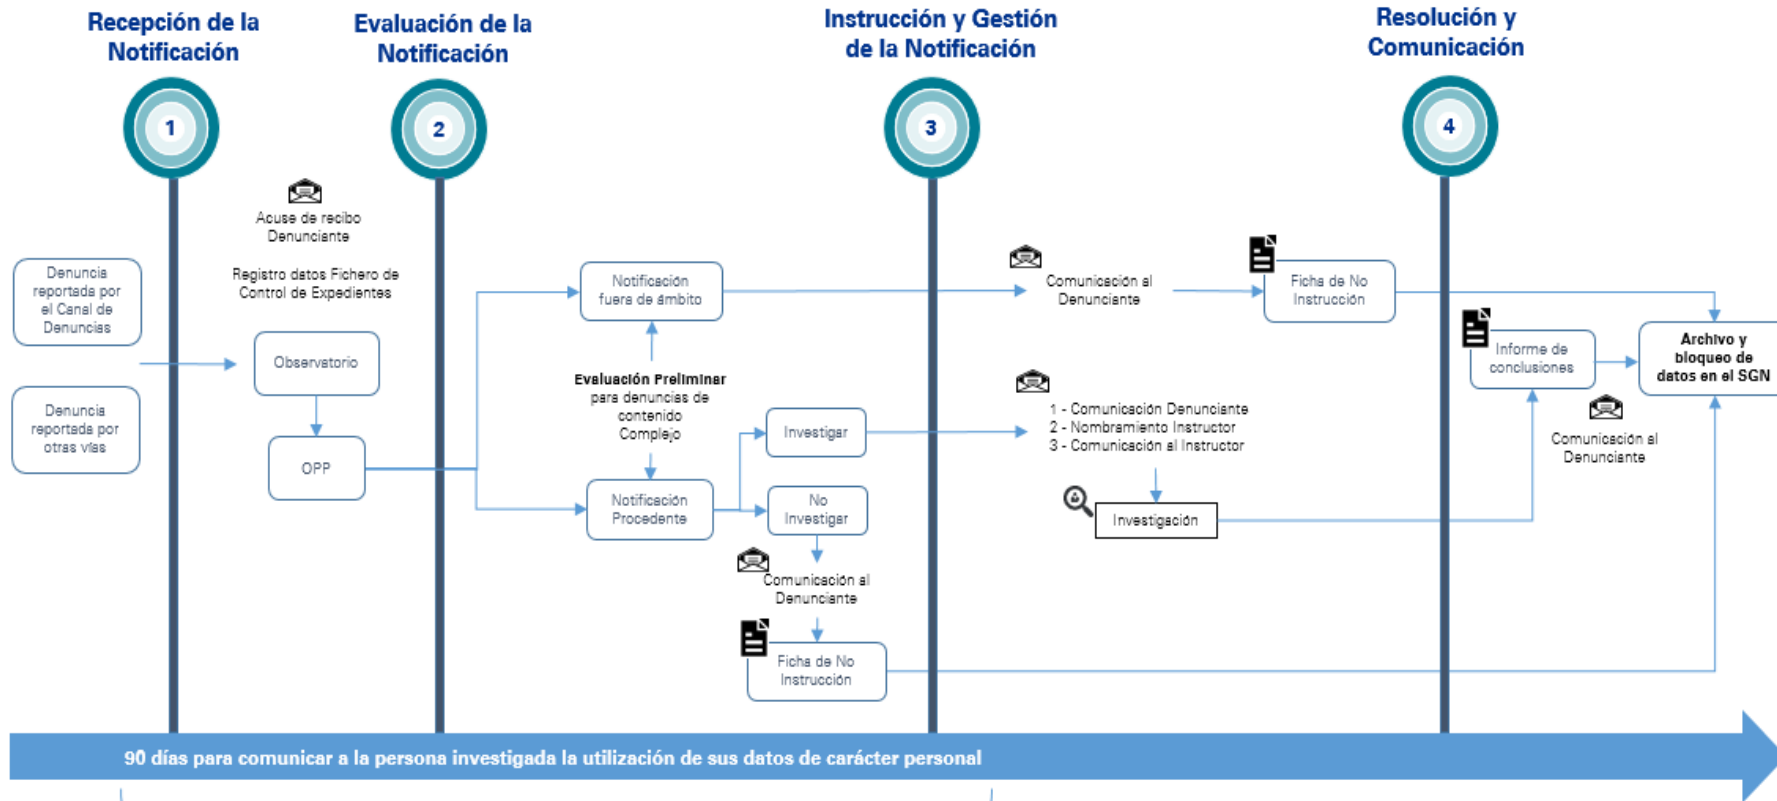 Recepción de la
Notificación
Evaluación de la
Notificación
Instrucción y Gestión
de la Notificación
Resolución y
Comunicación
1
2
3
4
Acuse de recibo
Denunciante
Registro datos Fichero de
Control de Expedientes
Denuncia
reportada por
el Canal de
Denuncias
Denuncia
reportada por
otras vías
Observatorio
OPP
Notificación
fuera de ámbito
Evaluación Preliminar
para denuncias de
contenido
Complejo
Notificación
Procedente
Investigar
No
Investigar
Comunicación al
Denunciante
Ficha de No
Instrucción
Comunicación al
Denunciante
1 - Comunicación Denunciante
2 - Nombramiento Instructor
3 - Comunicación al Instructor
Investigación
Ficha de No
Instrucción
Informe de
conclusiones
Comunicación al
Denunciante
Archivo y
bloqueo de
datos en el SGN
90 días para comunicar a la persona investigada la utilización de sus datos de carácter personal